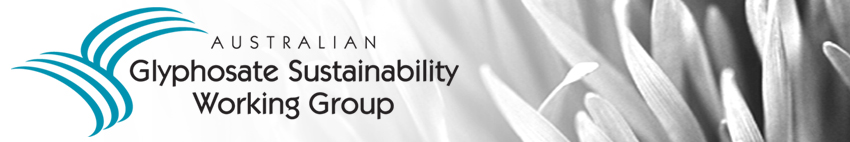 AUSTRALIAN
Glyphosate Sustainability
Working Group